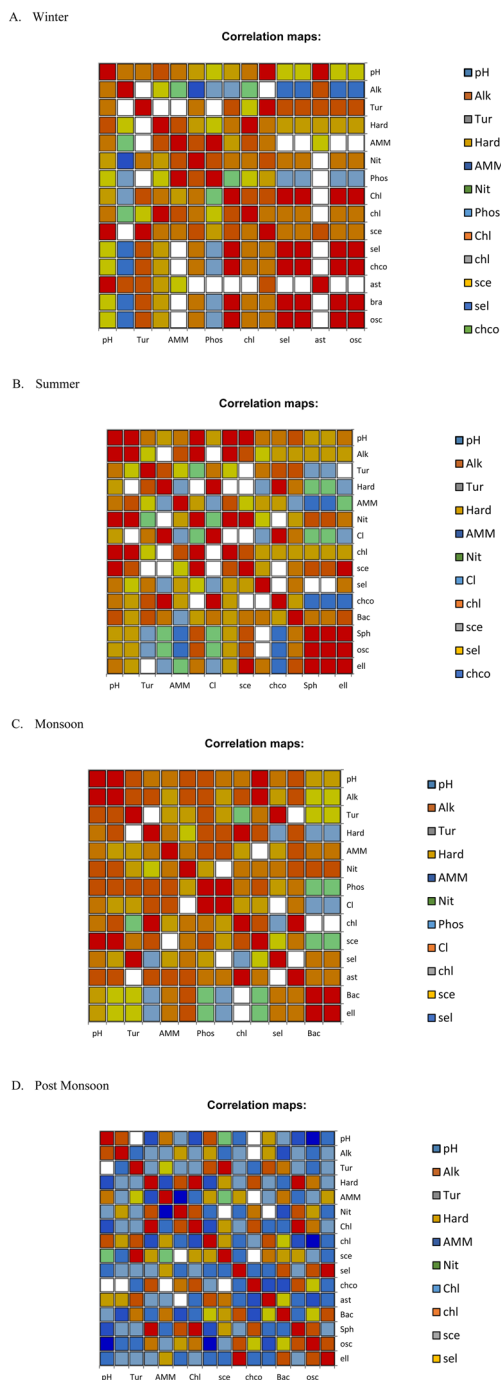 A. Winter
Correlation maps:
pH
Alk
Tur
Hard
AMM
Nit
Phos
Chl
chl
sce
sel
chco
ast
bra
osc
pH Tur AMM Phos chl sel ast osc
pH
Alk
Tur
Hard
AMM
Nit
Phos
Chl
chl
sce
sel
chco
B. Summer
Correlation maps:
pH
Alk
Tur
Hard
AMM
Nit
Cl
chl
sce
sel
chco
Bac
Sph
osc
ell
pH Tur AMM Cl sce chco Sph ell
pH
Alk
Tur
Hard
AMM
Nit
Cl
chl
sce
sel
chco
C. Monsoon
Correlation maps:
pH
Alk
Tur
Hard
AMM
Nit
Phos
Cl
chl
sce
sel
ast
Bac
ell
pH Tur AMM Phos chl sel Bac
pH
Alk
Tur
Hard
AMM
Nit
Phos
Cl
chl
sce
sel
D. Post Monsoon
Correlation maps:
pH
Alk
Tur
Hard
AMM
Nit
Chl
chl
sce
sel
chco
ast
Bac
Sph
osc
ell
pH Tur AMM Chl sce chco Bac osc
pH
Alk
Tur
Hard
AMM
Nit
Chl
chl
sce
sel